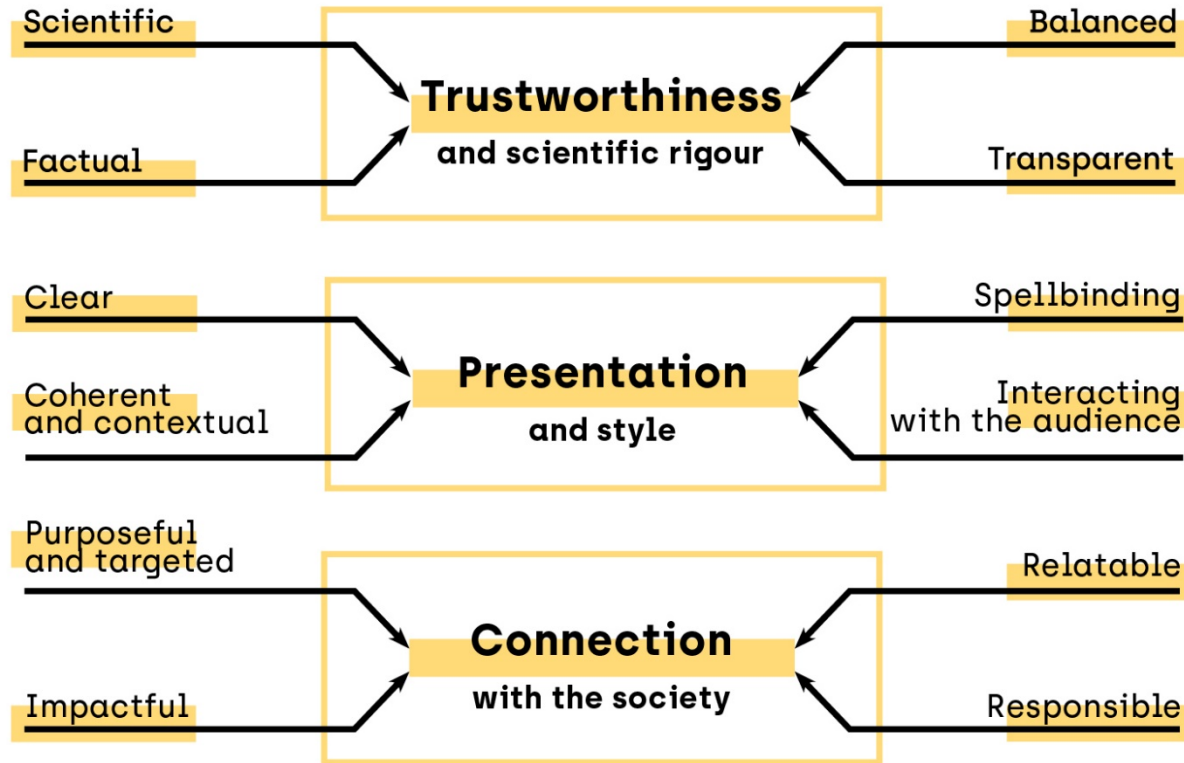 Scientific
Balanced
Trustworthiness
and scientific rigour
Factual
Transparent
Clear
Spellbinding
Presentation
and style
Coherent
and contextual
Interacting
with the audience
Purposeful
and targeted
Relatable
Connection
with the society
Impactful
Responsible